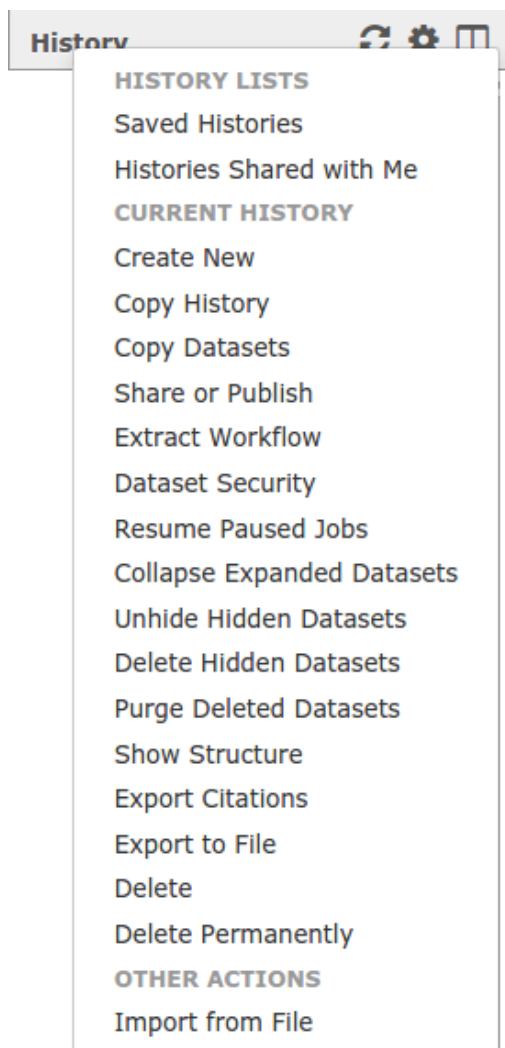 History
HISTORY LISTS
Saved Histories
Histories Shared with Me
CURRENT HISTORY
Create New
Copy History
Copy Datasets
Share or Publish
Extract Workflow
Dataset Security
Resume Paused Jobs
Collapse Expanded Datasets
Unhide Hidden Datasets
Delete Hidden Datasets
Purge Deleted Datasets
Show Structure
Export Citations
Export to File
Delete
Delete Permanently
OTHER ACTIONS
Import from File